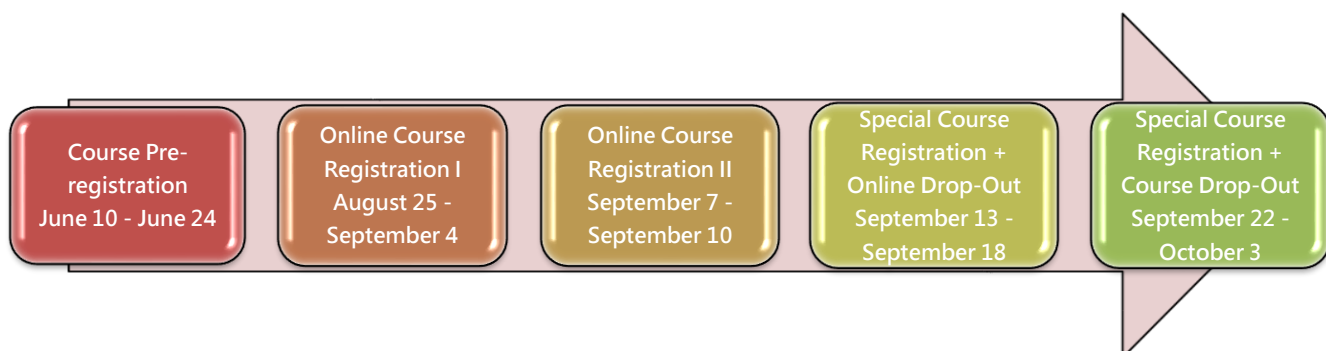 Course Pre-
registration
June 10 - June 24
Online Course
Registration I
August 25 -
September 4
Online Course
Registration II
September 7 -
September 10
Special Course
Registration +
Online Drop-Out
September 13 -
September 18
Special Course
Registration +
Course Drop-Out
September 22 -
October 3